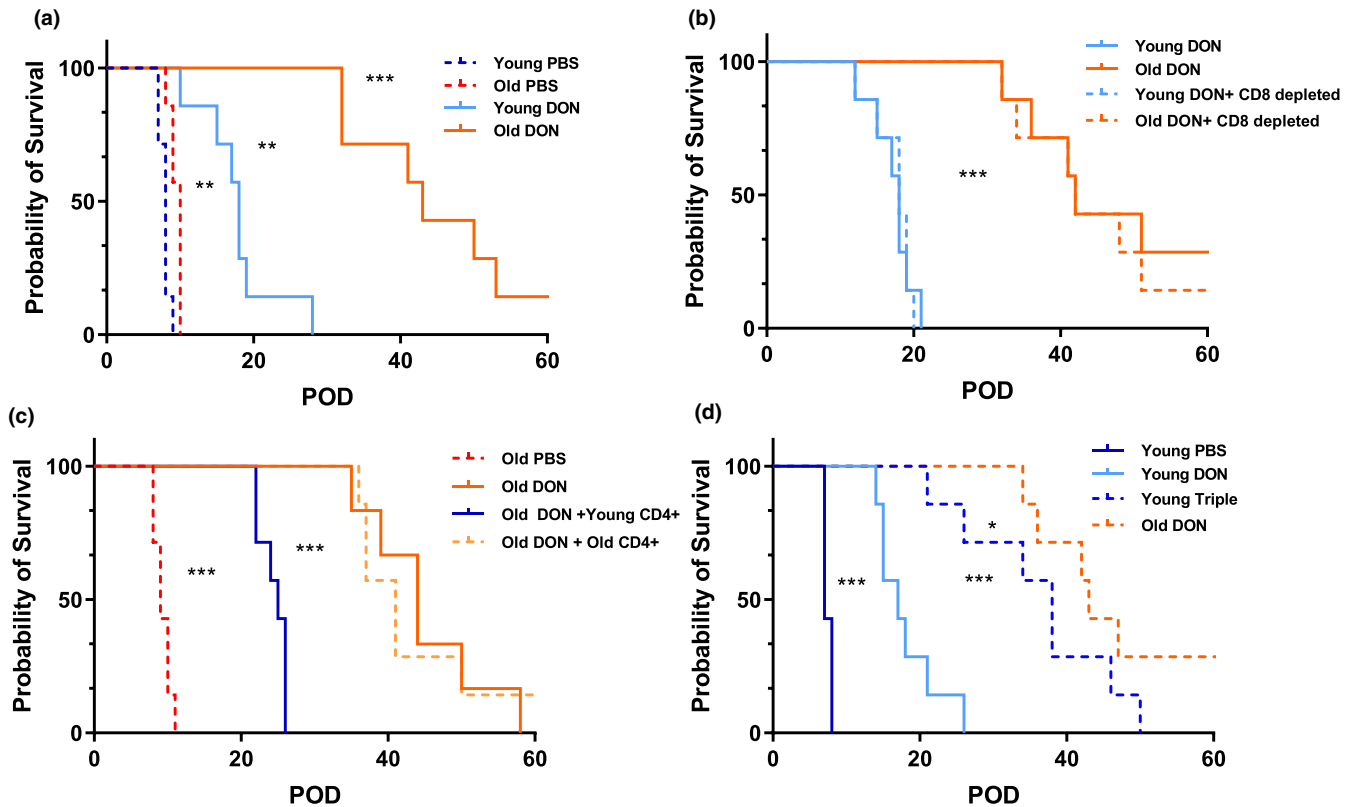 (a)
Probability of Survival
100
50
0
***
**
**
Young PBS
Old PBS
Young DON
Old DON
0 20 40 60
POD
(b)
Probability of Survival
100
50
0
***
Young DON
Old DON
Young DON+ CD8 depleted
Old DON+ CD8 depleted
0 20 40 60
POD
(c)
Probability of Survival
100
50
0
***
***
Old PBS
Old DON
Old DON +Young CD4+
Old DON + Old CD4+
0 20 40 60
POD
(d)
Probability of Survival
100
50
0
*
***
***
Young PBS
Young DON
Young Triple
Old DON
0 20 40 60
POD